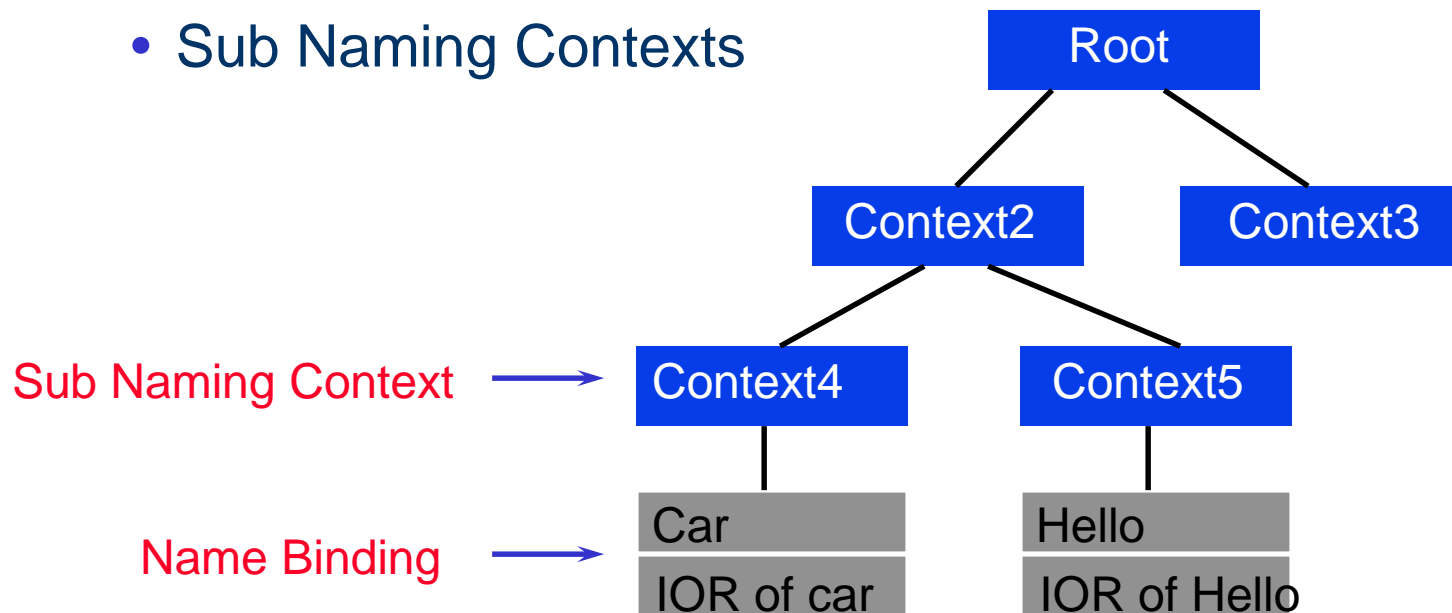 • Sub Naming Contexts
Root
Context2
Context3
Sub Naming Context
Context4
Context5
Name Binding
Car
IOR of car
Hello
IOR of Hello